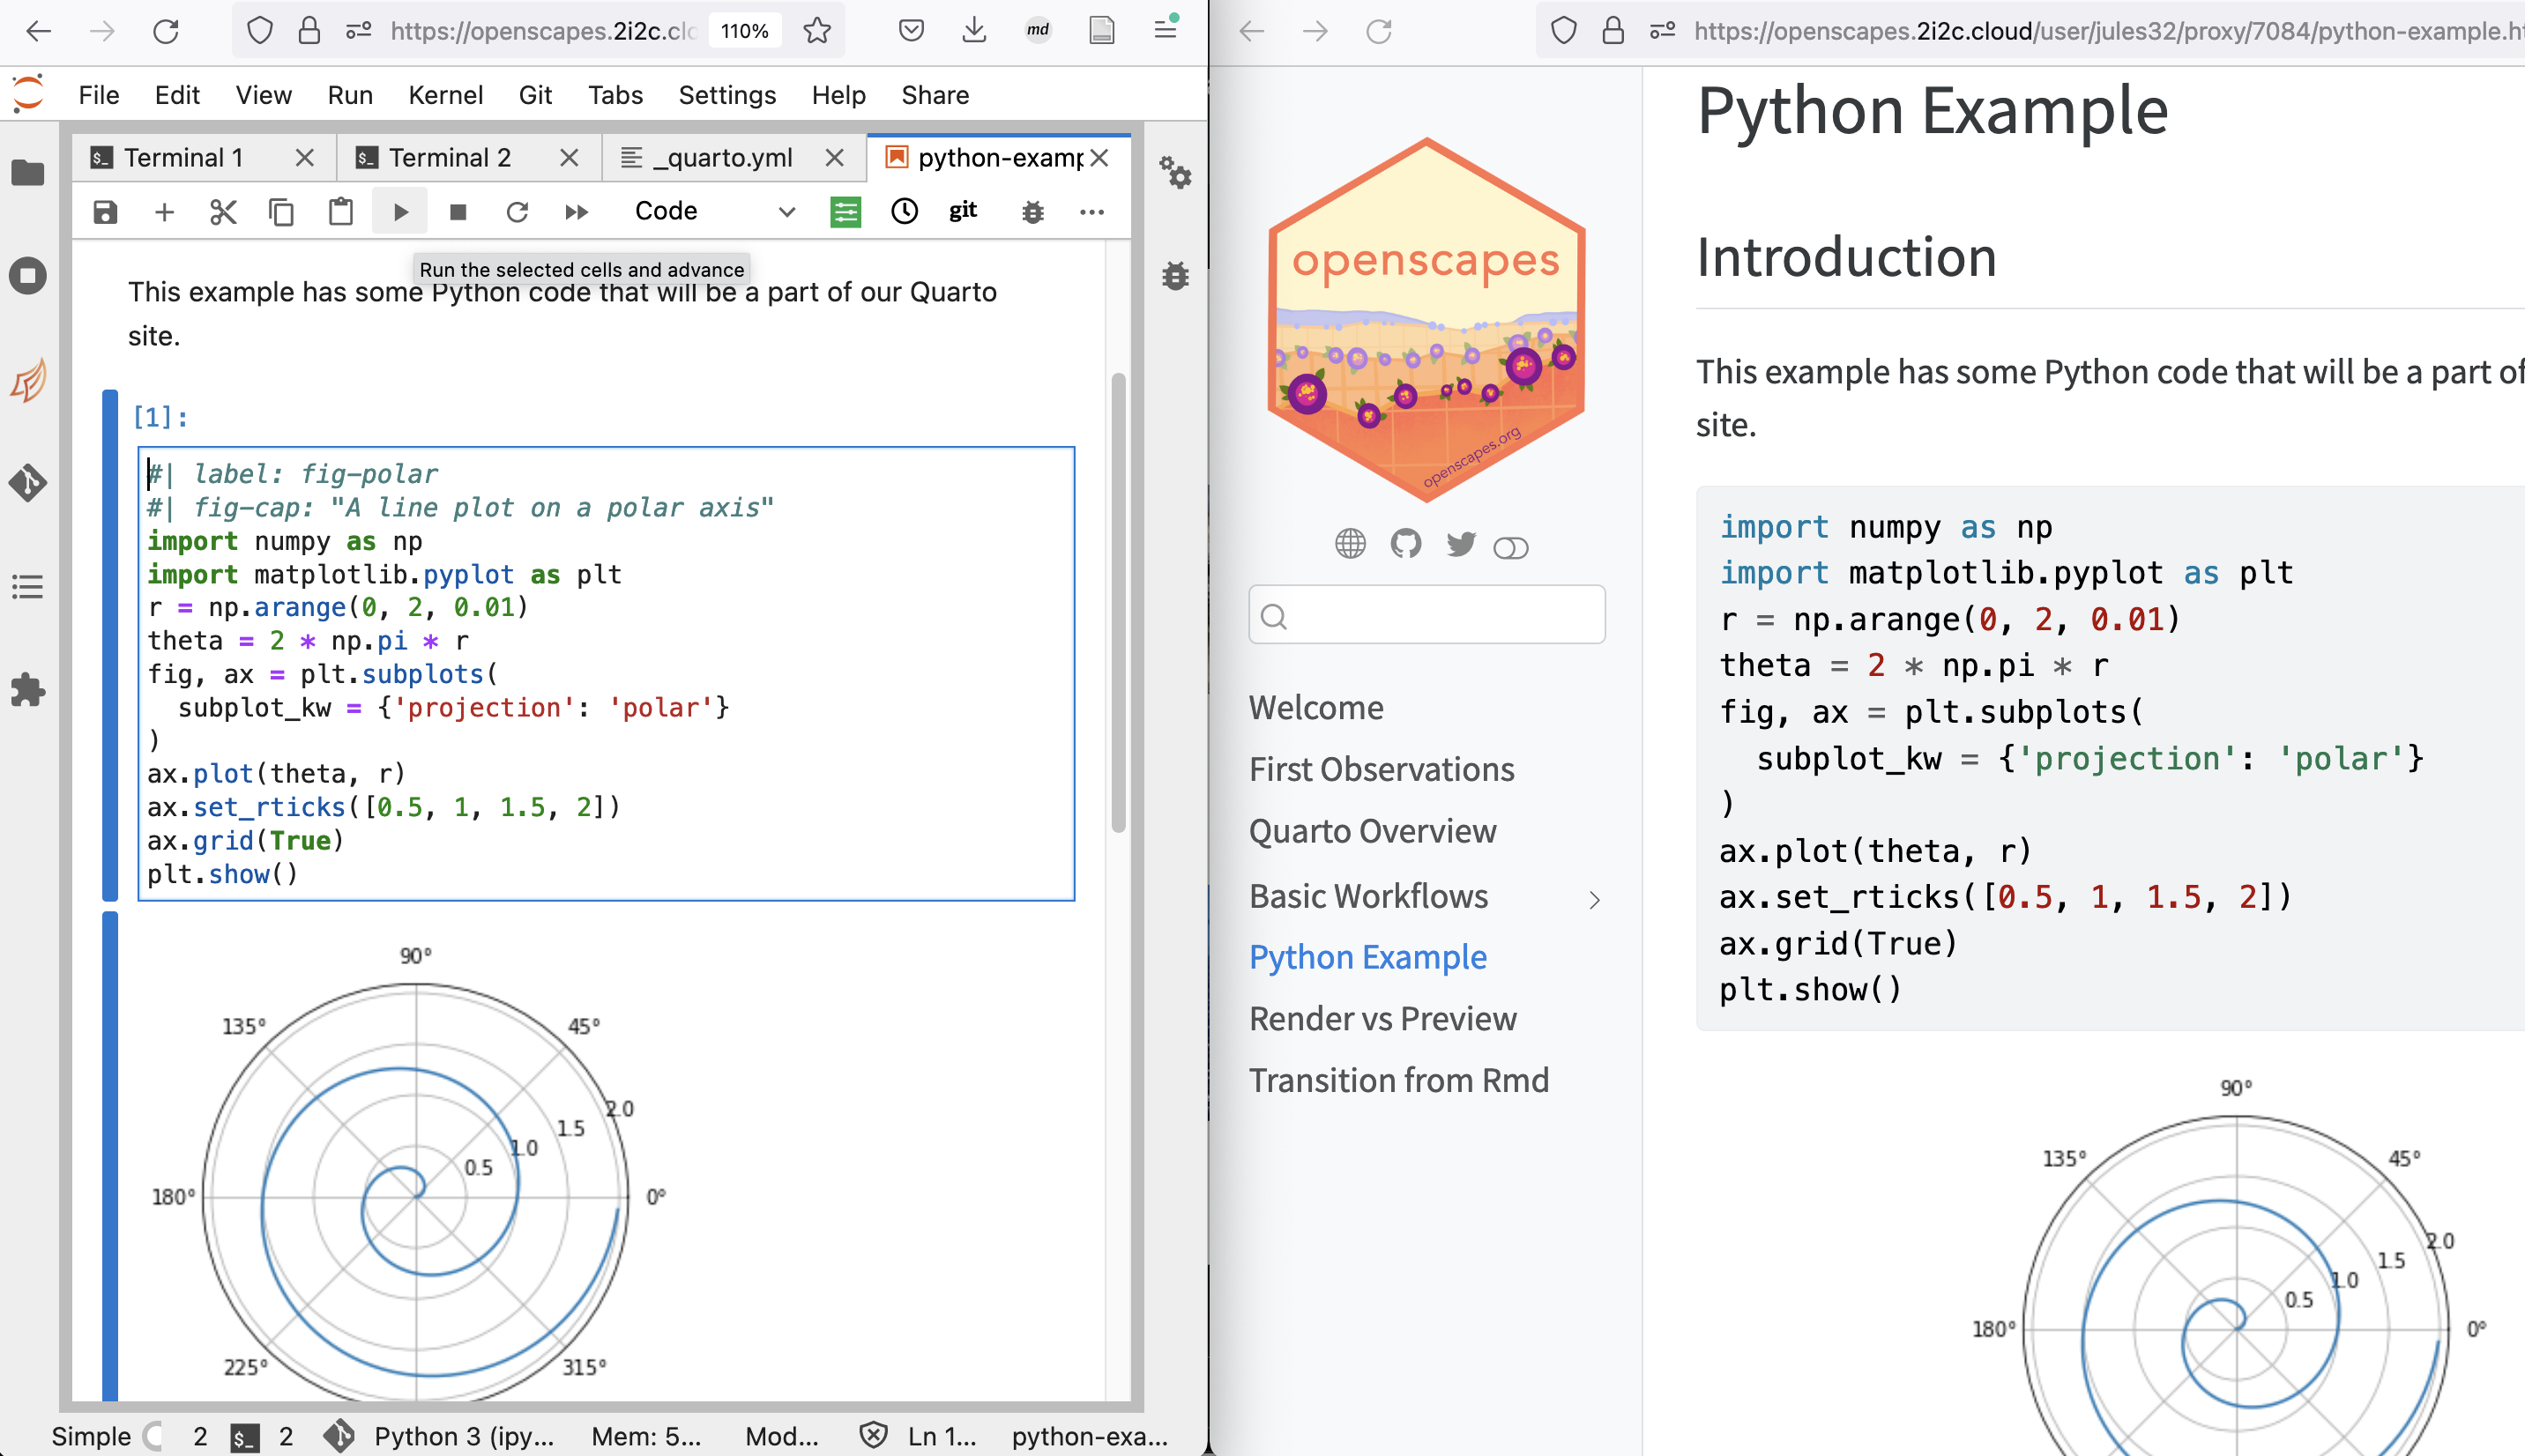 https://openscapes.2i2c.clo
110%
md
File Edit View Run Kernel Git Tabs Settings Help Share
Terminal 1
Terminal 2
_quarto.yml
python-examp
Code
git
Run the selected cells and advance
This example has some Python code that will be a part of our Quarto
site.
[1]:
#| label: fig-polar
#| fig-cap: "A line plot on a polar axis"
import numpy as np
import matplotlib.pyplot as plt
r = np.arange(0, 2, 0.01)
theta = 2 * np.pi * r
fig, ax = plt.subplots(
  subplot_kw = {'projection': 'polar'}
)
ax.plot(theta, r)
ax.set_rticks([0.5, 1, 1.5, 2])
ax.grid(True)
plt.show()
90°
135°
45°
2.0
1.5
1.0
0.5
180°
0°
225°
315°
Simple 2 $_ 2 Python 3 (ipy... Mem: 5... Mod... Ln 1... python-exa...
https://openscapes.2i2c.cloud/user/jules32/proxy/7084/python-example.ht
openscapes
openscapes.org
Welcome
First Observations
Quarto Overview
Basic Workflows
Python Example
Render vs Preview
Transition from Rmd
Python Example
Introduction
This example has some Python code that will be a part of
site.
import numpy as np
import matplotlib.pyplot as plt
r = np.arange(0, 2, 0.01)
theta = 2 * np.pi * r
fig, ax = plt.subplots(
  subplot_kw = {'projection': 'polar'}
)
ax.plot(theta, r)
ax.set_rticks([0.5, 1, 1.5, 2])
ax.grid(True)
plt.show()
90°
135°
45°
2.0
1.5
1.0
0.5
180°
0°